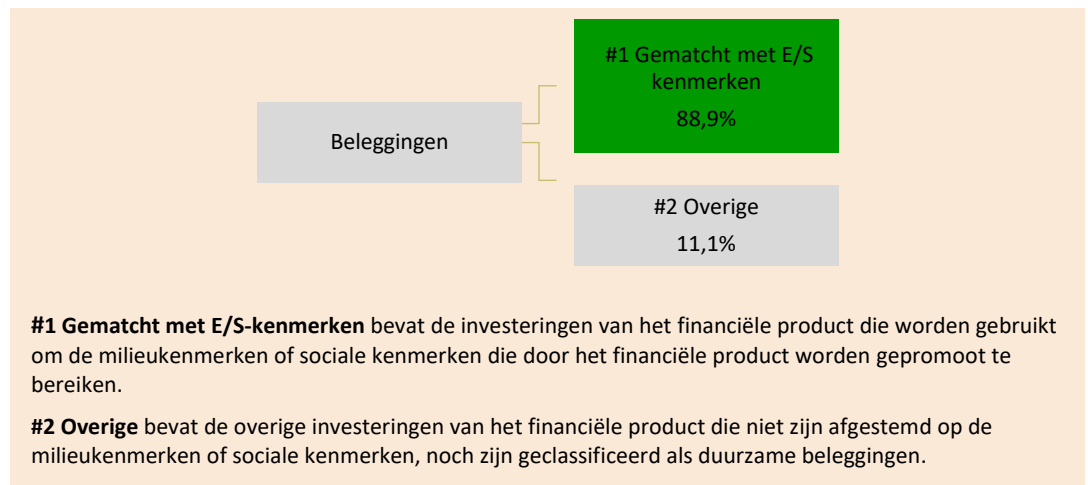 #1 Gematcht met E/S
kenmerken
88,9%
Beleggingen
#2 Overige
11,1%
#1 Gematcht met E/S-kenmerken bevat de investeringen van het financiële product die worden gebruikt
om de milieukenmerken of sociale kenmerken die door het financiële product worden gepromoot te
bereiken.
#2 Overige bevat de overige investeringen van het financiële product die niet zijn afgestemd op de
milieukenmerken of sociale kenmerken, noch zijn geclassificeerd als duurzame beleggingen.